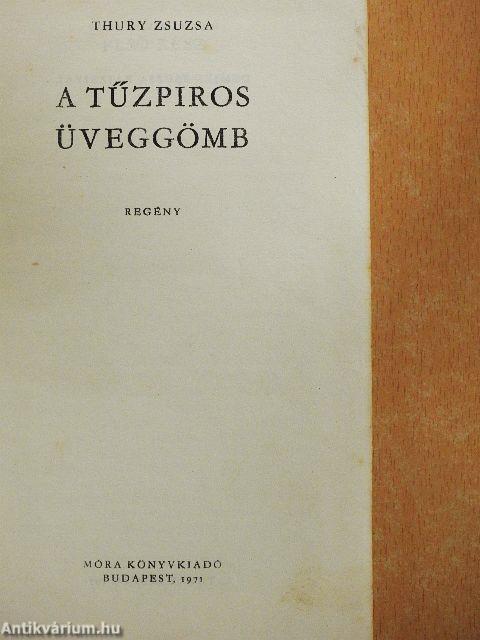 THURY ZSUZSA
A TŰZPIROS
ÜVEGGÖMB
REGÉNY
MÓRA KÖNYVKIADÓ
BUDAPEST, 1971
Antikvárium.hu